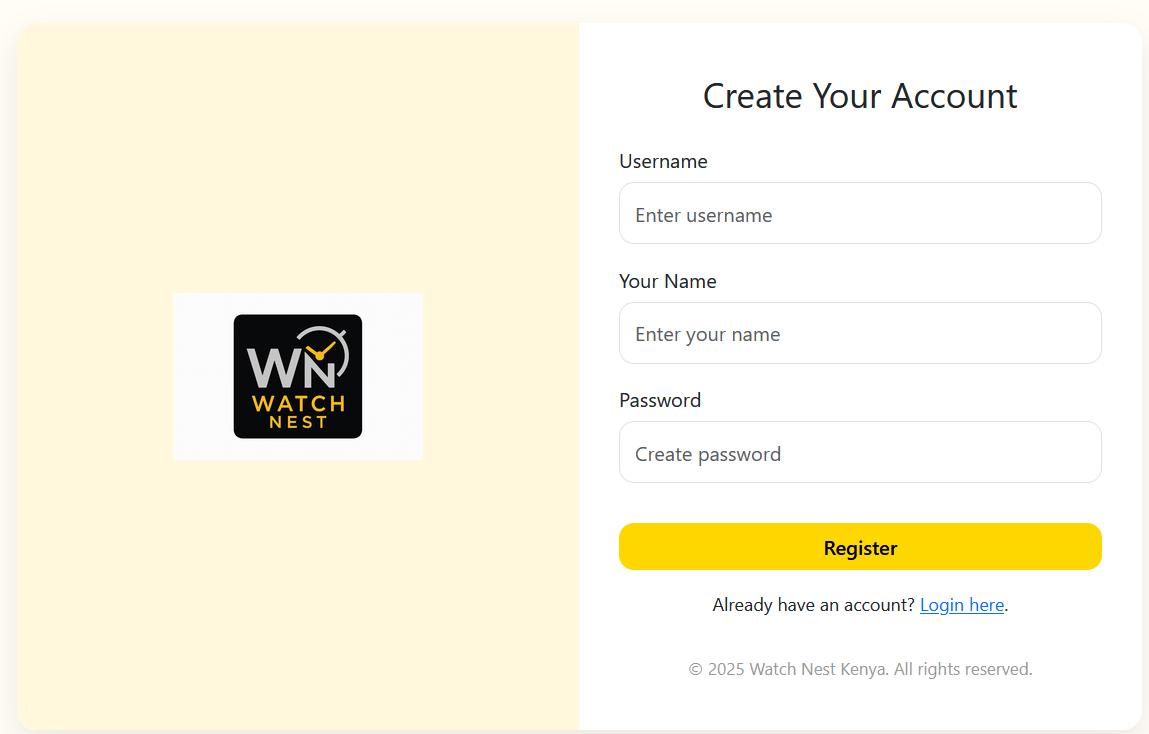 WN
WATCH
NEST
Create Your Account
Username
Enter username
Your Name
Enter your name
Password
Create password
Register
Already have an account? Login here.
© 2025 Watch Nest Kenya. All rights reserved.